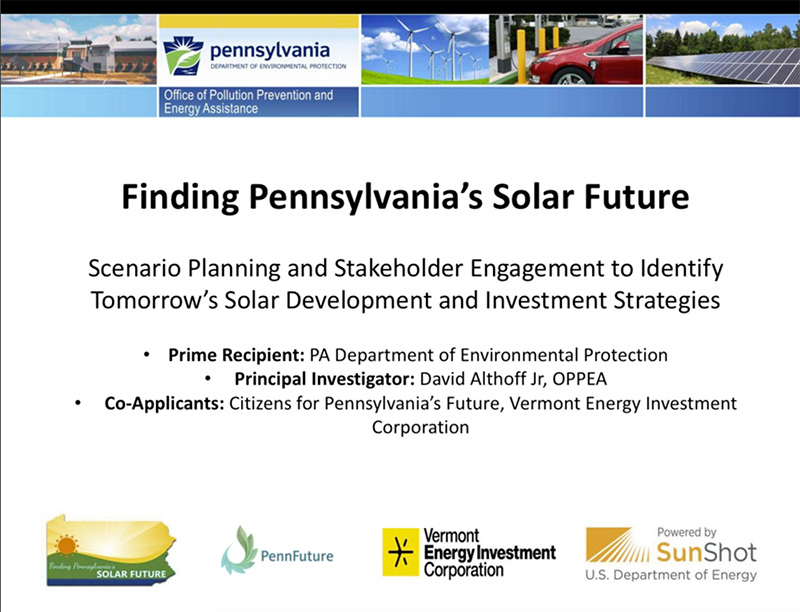 pennsylvania
DEPARTMENT OF ENVIRONMENTAL PROTECTION
Office of Pollution Prevention and
Energy Assistance
Finding Pennsylvania's Solar Future
Scenario Planning and Stakeholder Engagement to Identify
Tomorrow's Solar Development and Investment Strategies
• Prime Recipient: PA Department of Environmental Protection
• Principal Investigator: David Althoff Jr, OPPEA
• Co-Applicants: Citizens for Pennsylvania's Future, Vermont Energy Investment
Corporation
Finding Pennsylvania's
SOLAR FUTURE
PennFuture
Vermont
Energy Investment
Corporation
Powered by
SunShot
U.S. Department of Energy